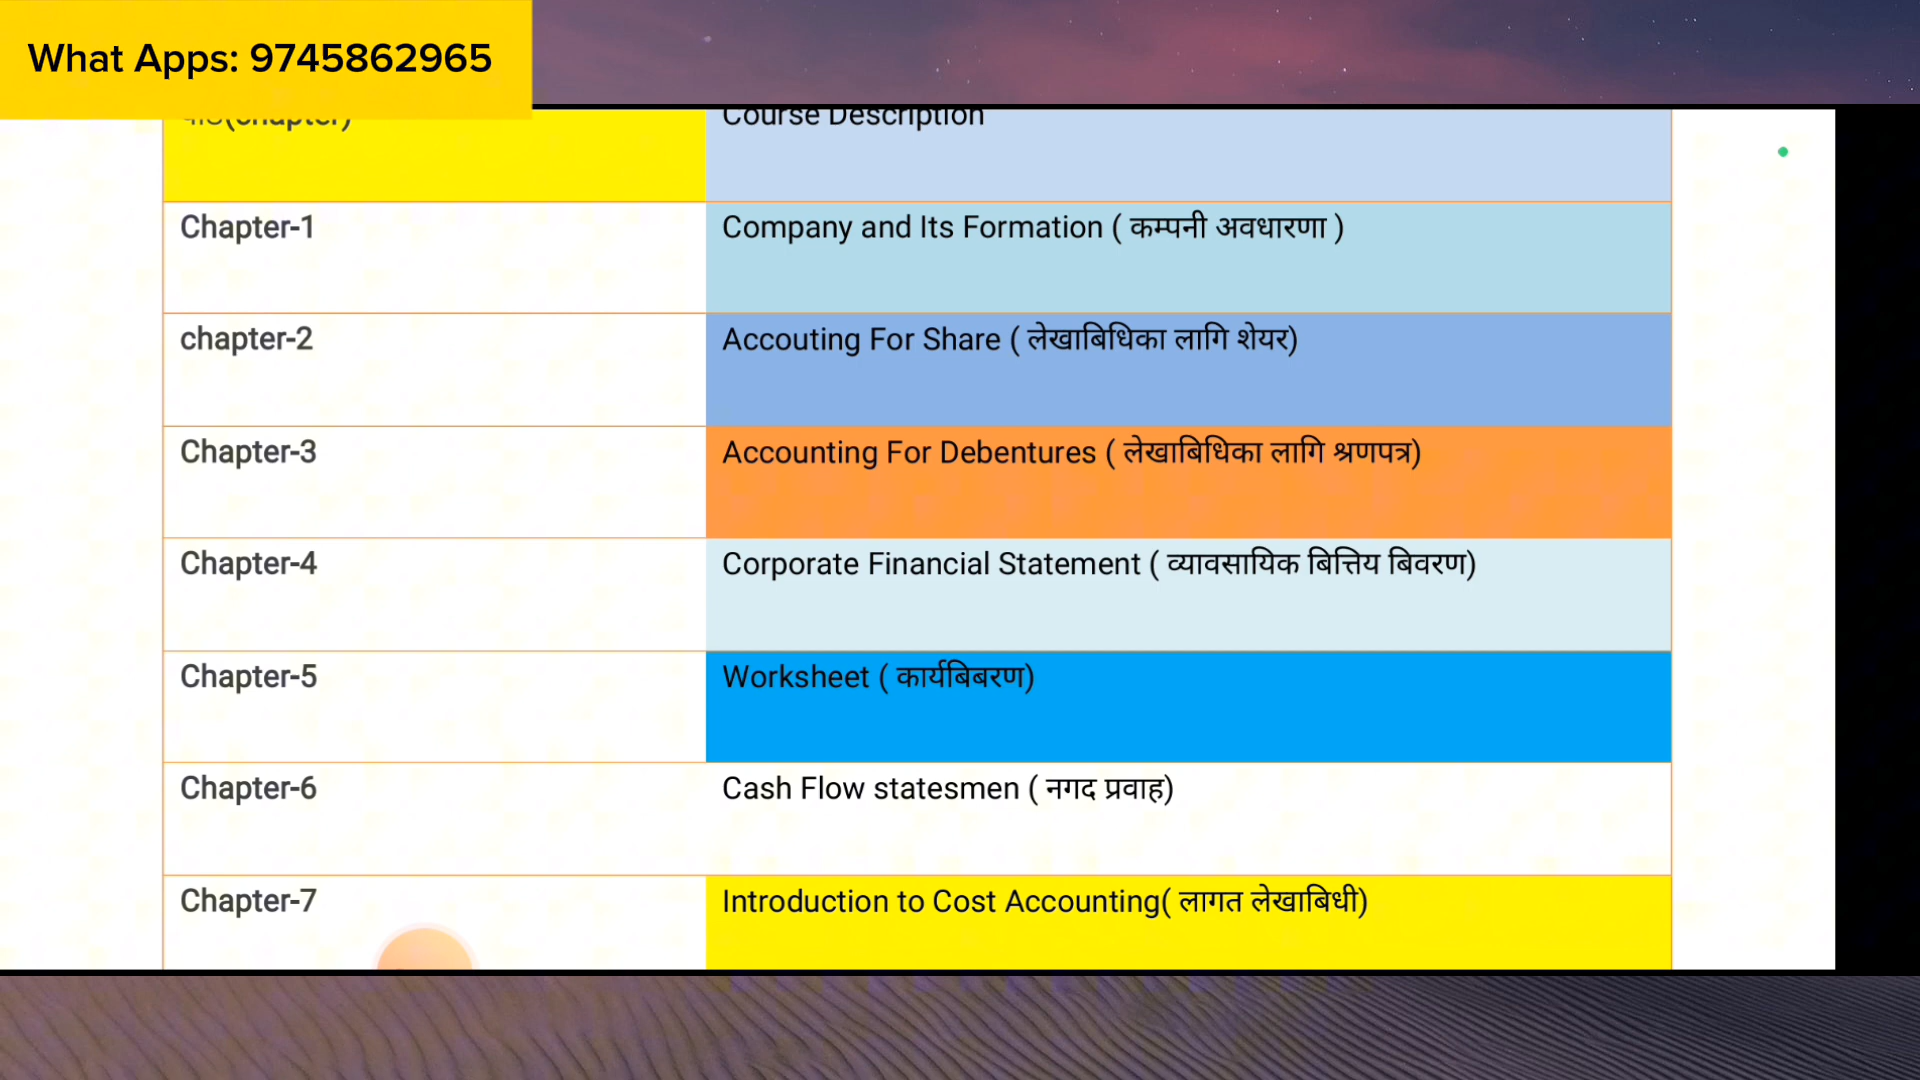 What Apps: 9745862965
(chapter)
Course Description
Chapter-1
Company and Its Formation ( कम्पनी अवधारणा )
chapter-2
Accouting For Share ( लेखाबिधिका लागि शेयर)
Chapter-3
Accounting For Debentures ( लेखाबिधिका लागि श्रणपत्र)
Chapter-4
Corporate Financial Statement ( व्यावसायिक बित्तिय बिवरण)
Chapter-5
Worksheet ( कार्यबिबरण)
Chapter-6
Cash Flow statesmen ( नगद प्रवाह)
Chapter-7
Introduction to Cost Accounting( लागत लेखाबिधी)